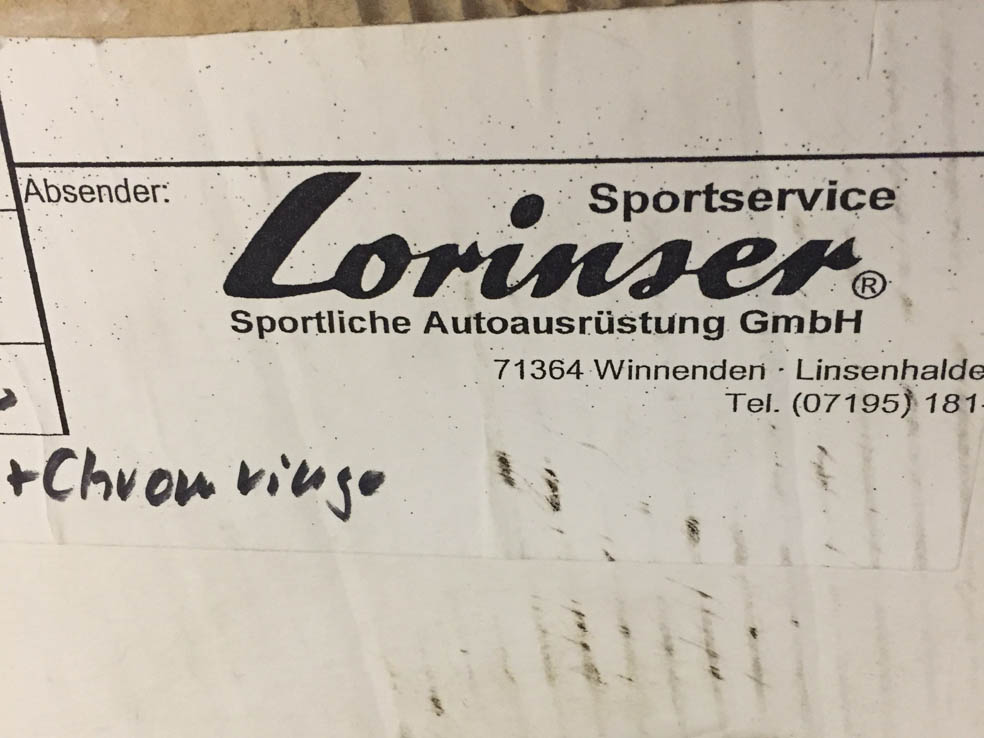 Absender:
Sportservice
Lorinser®
Sportliche Autoausrüstung GmbH
71364 Winnenden · Linsenhalde
Tel. (07195) 181-
+Chromringe